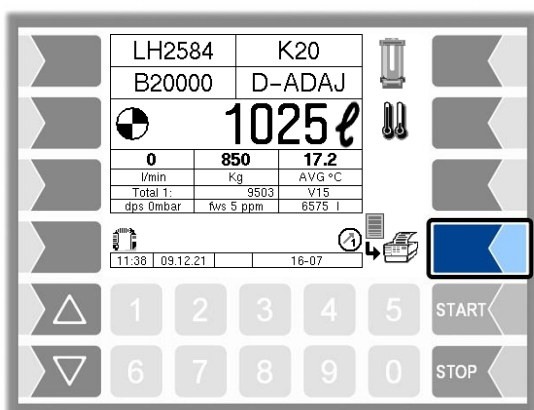 LH2584 K20
B20000 D-ADAJ
1025 ℓ
0 850 17.2
l/min Kg AVG °C
Total 1: 9503 V15
dps 0mbar fws 5 ppm 6575 l
1
11:38 09.12.21 16-07
1 2 3 4 5 START
6 7 8 9 0 STOP